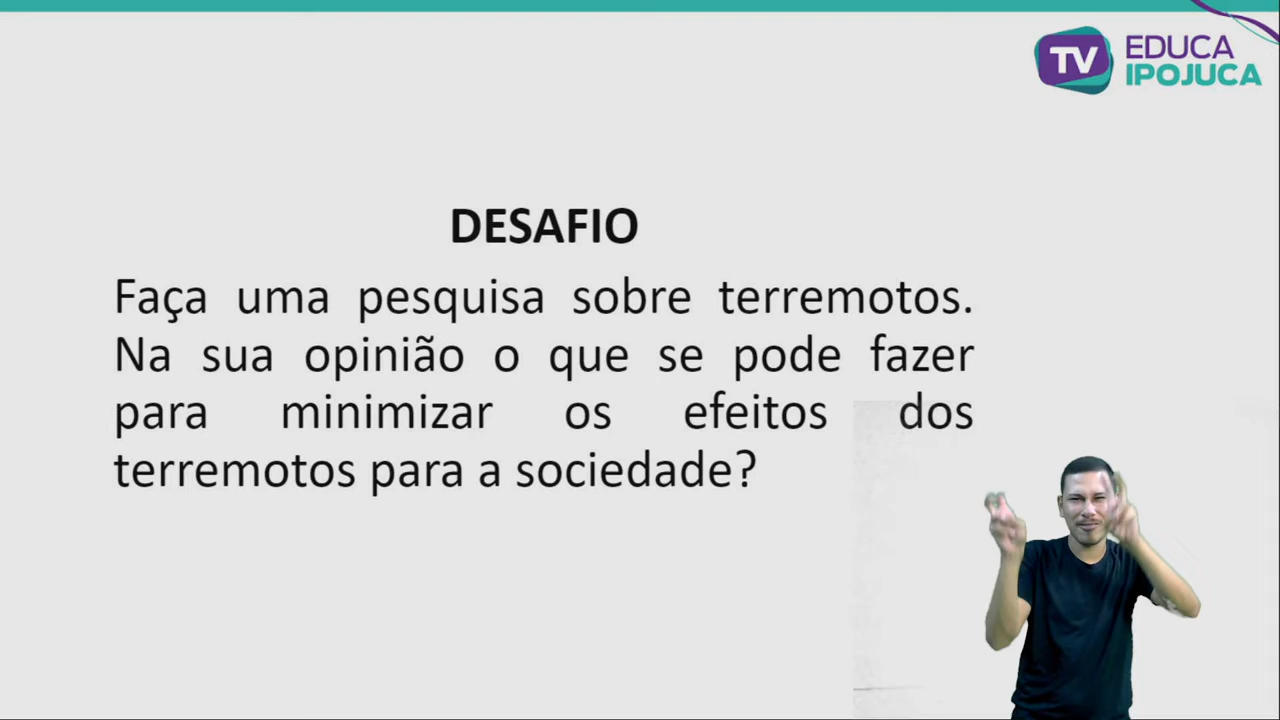 TV EDUCA
IPOJUCA
DESAFIO
Faça uma pesquisa sobre terremotos.
Na sua opinião o que se pode fazer
para minimizar os efeitos dos
terremotos para a sociedade?